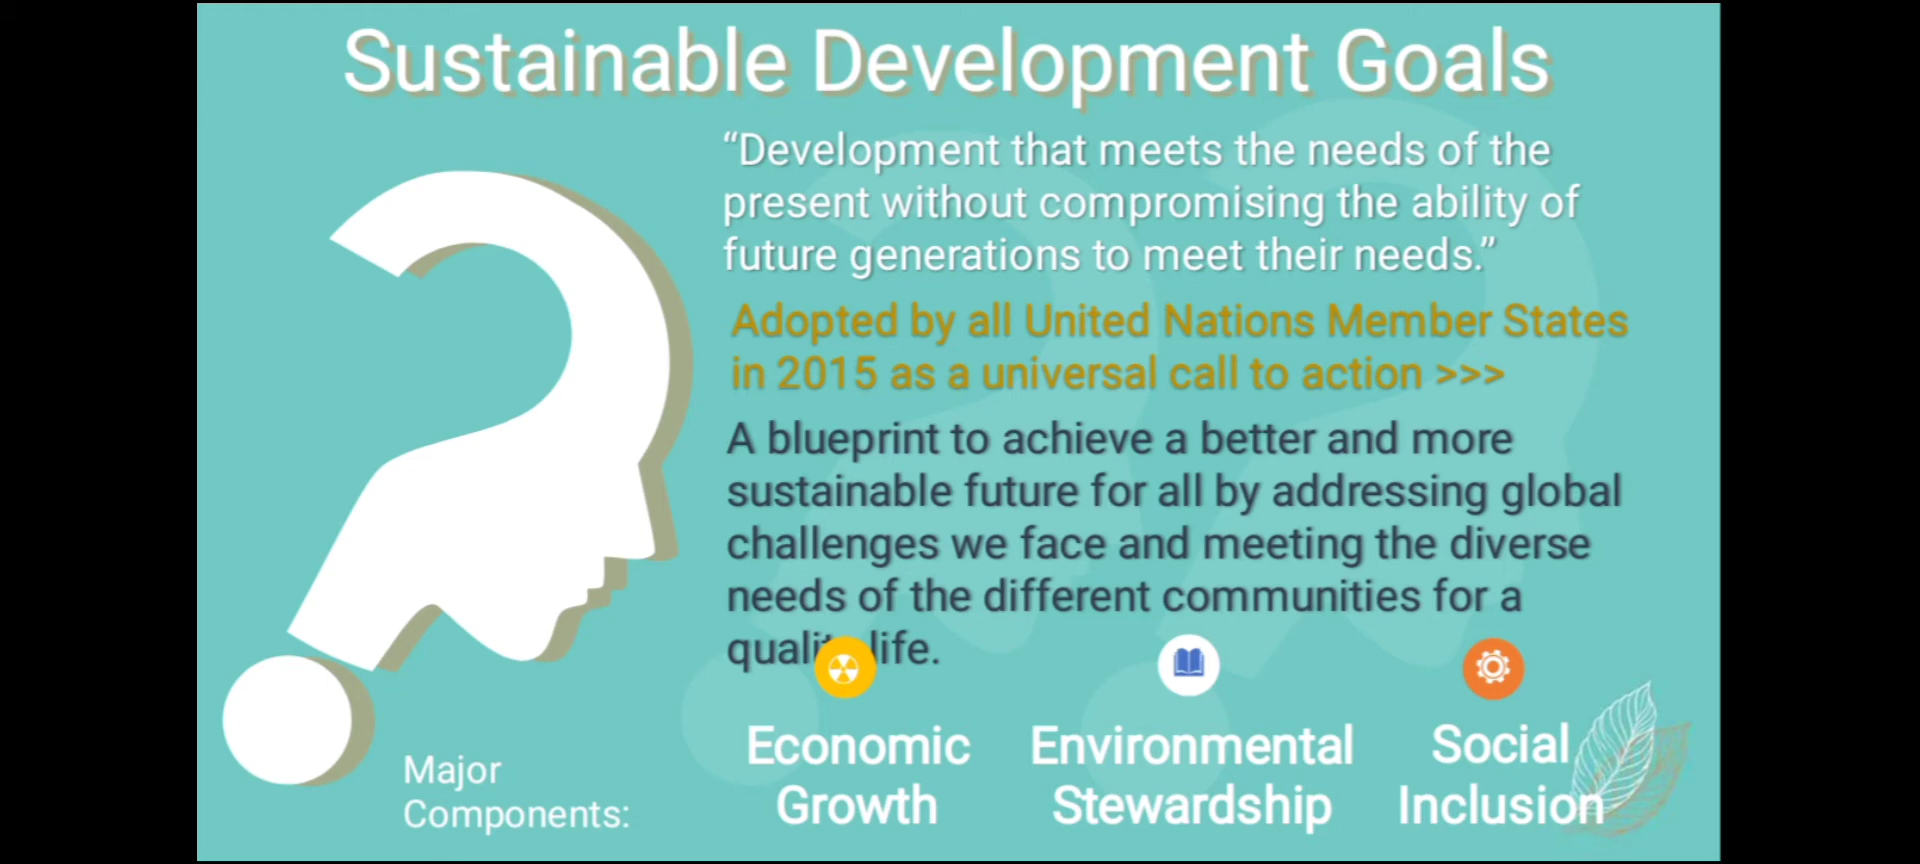 Sustainable Development Goals
“Development that meets the needs of the
present without compromising the ability of
future generations to meet their needs.”
Adopted by all United Nations Member States
in 2015 as a universal call to action >>>
A blueprint to achieve a better and more
sustainable future for all by addressing global
challenges we face and meeting the diverse
needs of the different communities for a
quality life.
Major
Components:
Economic
Growth
Environmental
Stewardship
Social
Inclusion